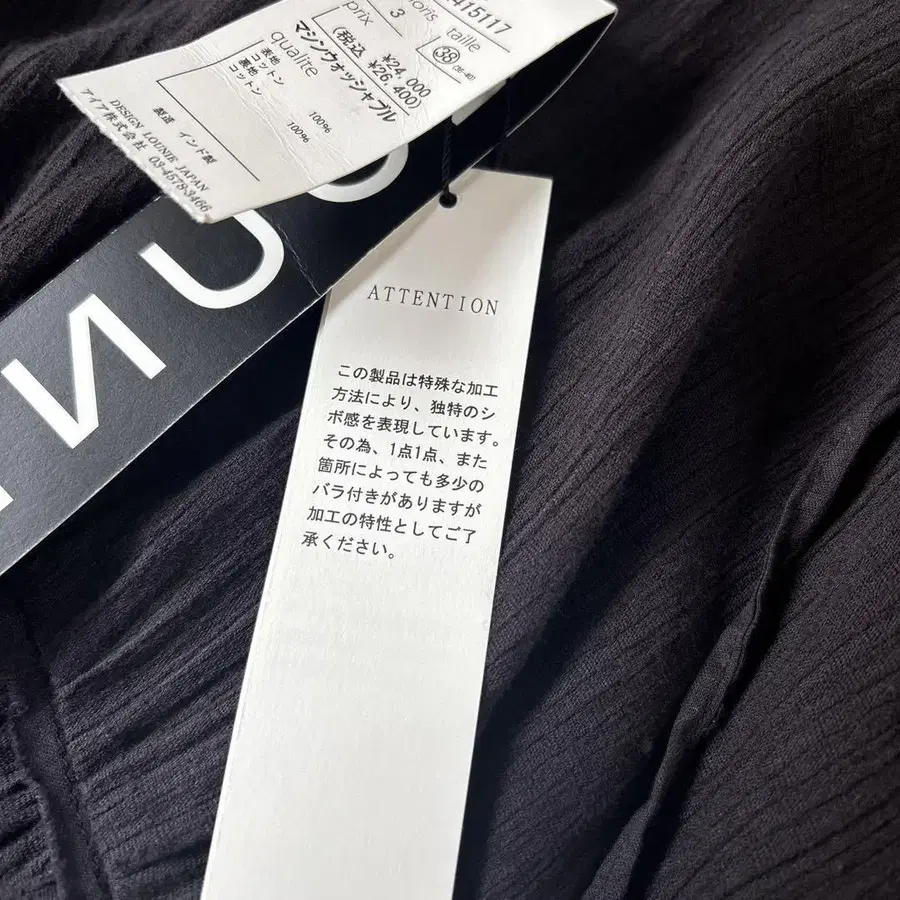 415117
prix
3
taille
38
(36-40)
¥24,000
(税込 ¥26,400)
マシンウォッシャブル
qualite
表地
コットン 100%
裏地
コットン 100%
製造 インド製
DESIGN LOUNIE JAPAN
アイア株式会社 03-4578-3466
ATTENTION
この製品は特殊な加工
方法により、独特のシ
ボ感を表現しています。
その為、1点1点、また
箇所によっても多少の
バラ付きがありますが
加工の特性としてご了
承ください。